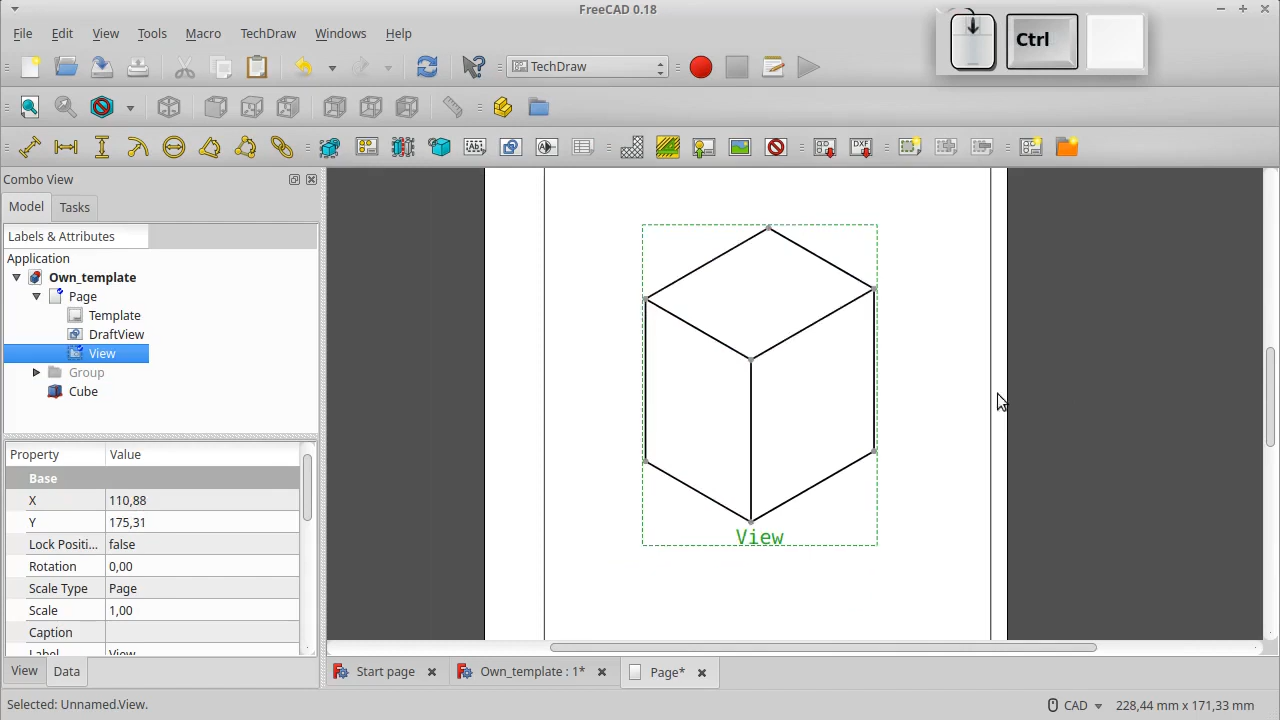 FreeCAD 0.18
File Edit View Tools Macro TechDraw Windows Help
Ctrl
TechDraw
Combo View
Model Tasks
Labels & Attributes
Application
Own_template
Page
Template
DraftView
View
Group
Cube
Property Value
Base
X 110,88
Y 175,31
Lock Positi... false
Rotation 0,00
Scale Type Page
Scale 1,00
Caption
Label View
View Data
View
Start page Own_template : 1* Page*
Selected: Unnamed.View.
CAD 228,44 mm x 171,33 mm